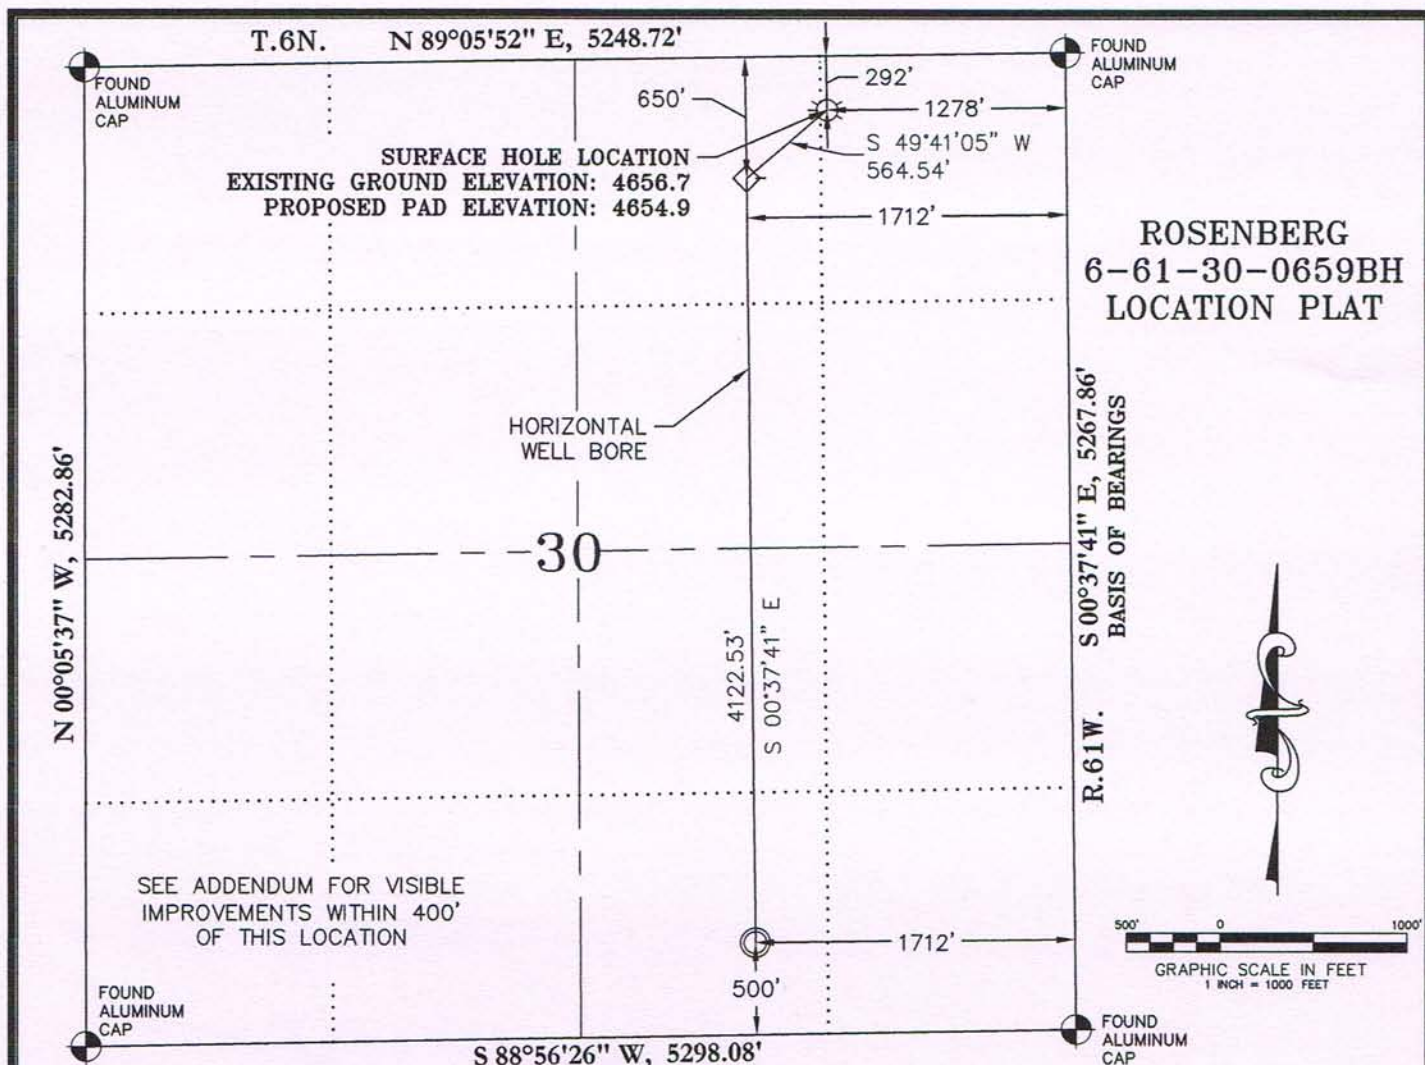 T.6N. N 89°05'52" E, 5248.72'
FOUND
ALUMINUM
CAP
FOUND
ALUMINUM
CAP
292'
650'
1278'
S 49°41'05" W
564.54'
SURFACE HOLE LOCATION
EXISTING GROUND ELEVATION: 4656.7
PROPOSED PAD ELEVATION: 4654.9
1712'
ROSENBERG
6-61-30-0659BH
LOCATION PLAT
HORIZONTAL
WELL BORE
N 00°05'37" W, 5282.86'
30
R.61W. S 00°37'41" E, 5267.86'
BASIS OF BEARINGS
4122.53'
S 00°37'41" E
SEE ADDENDUM FOR VISIBLE
IMPROVEMENTS WITHIN 400'
OF THIS LOCATION
1712'
500'
500' 0 1000'
GRAPHIC SCALE IN FEET
1 INCH = 1000 FEET
FOUND
ALUMINUM
CAP
FOUND
ALUMINUM
CAP
S 88°56'26" W, 5298.08'